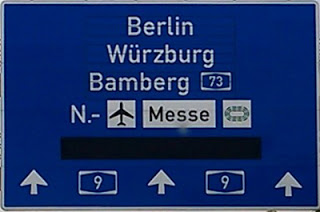 Berlin
Würzburg
Bamberg 73
N.- Messe
9 9